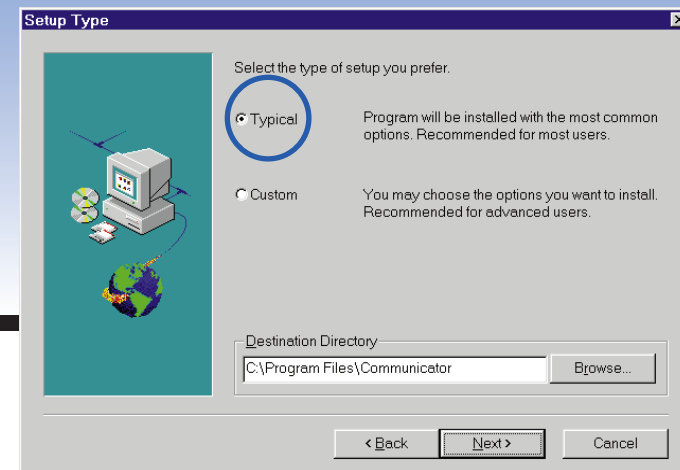 Setup Type
Select the type of setup you prefer.
Typical
Program will be installed with the most common
options. Recommended for most users.
Custom
You may choose the options you want to install.
Recommended for advanced users.
Destination Directory
C:\Program Files\Communicator
Browse...
< Back
Next >
Cancel